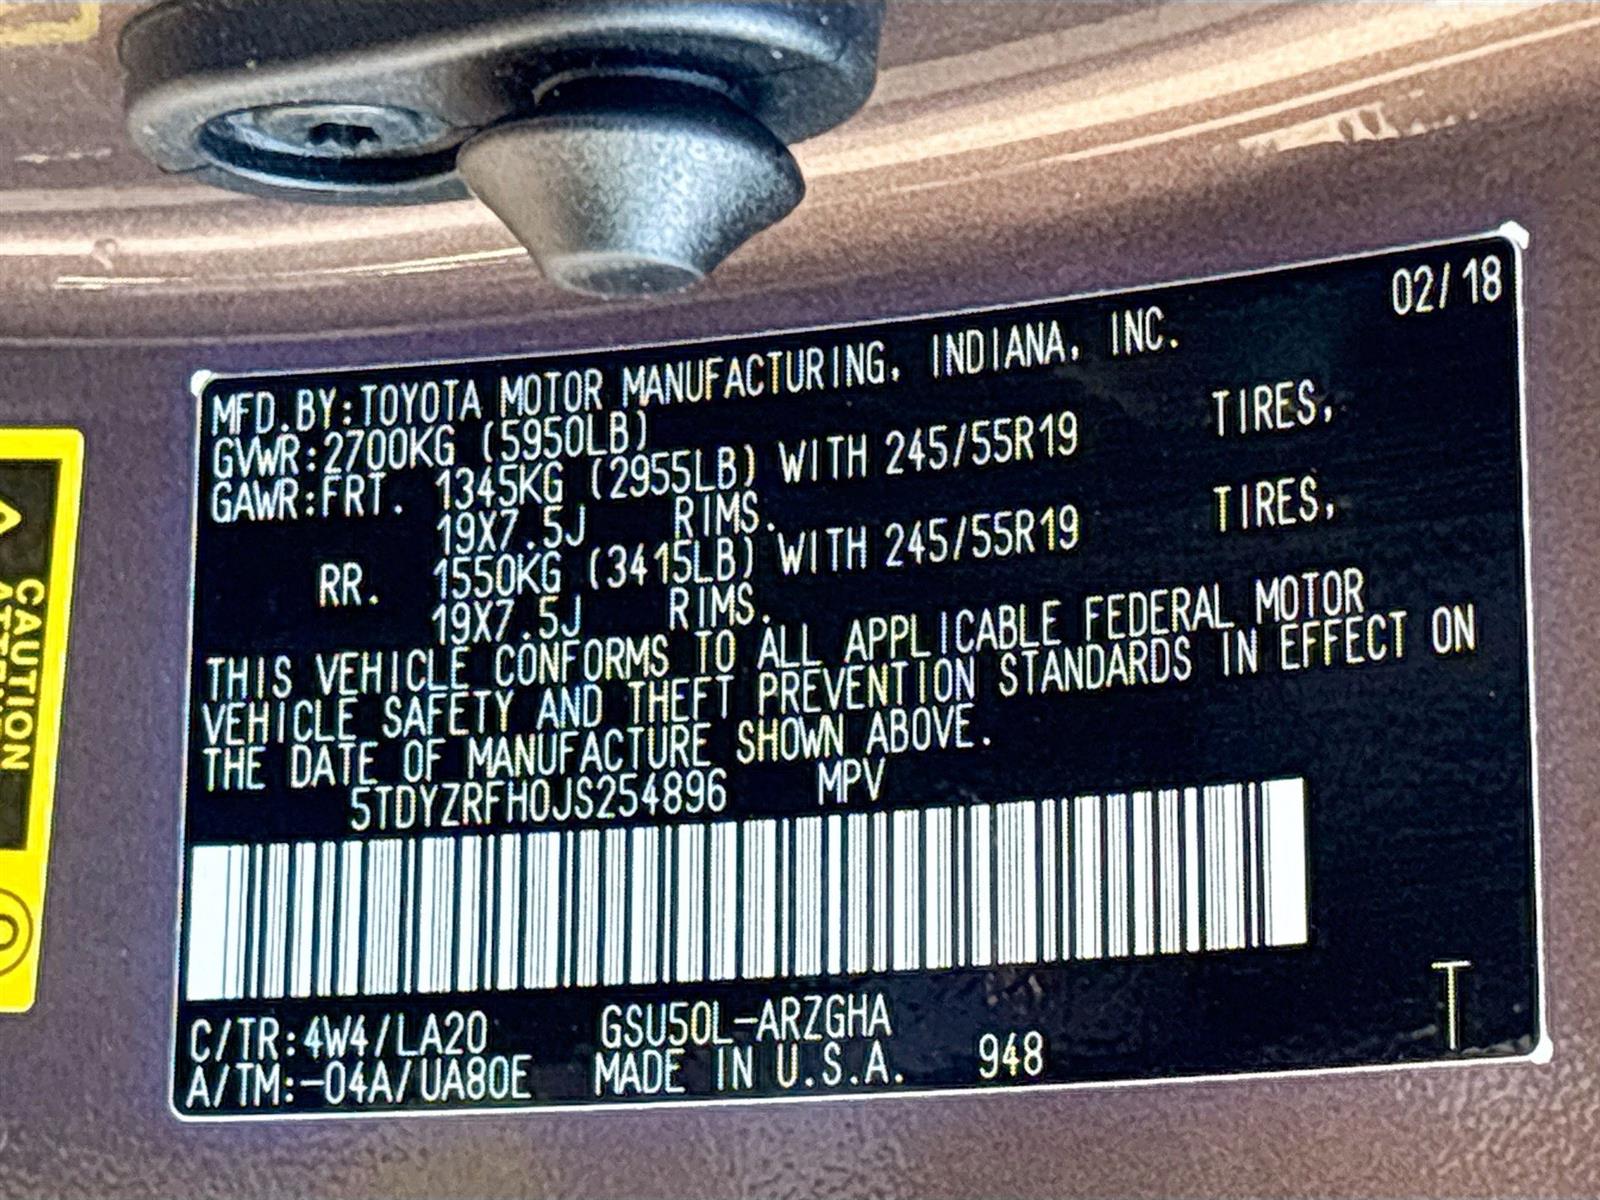 02/18
MFD.BY:TOYOTA MOTOR MANUFACTURING, INDIANA, INC.
GVWR:2700KG (5950LB)
GAWR:FRT. 1345KG (2955LB) WITH 245/55R19 TIRES,
19X7.5J RIMS.
RR. 1550KG (3415LB) WITH 245/55R19 TIRES,
19X7.5J RIMS.
THIS VEHICLE CONFORMS TO ALL APPLICABLE FEDERAL MOTOR
VEHICLE SAFETY AND THEFT PREVENTION STANDARDS IN EFFECT ON
THE DATE OF MANUFACTURE SHOWN ABOVE.
5TDYZRFH0JS254896 MPV
C/TR:4W4/LA20 GSU50L-ARZGHA
A/TM:-04A/UA80E MADE IN U.S.A. 948
T
CAUTION